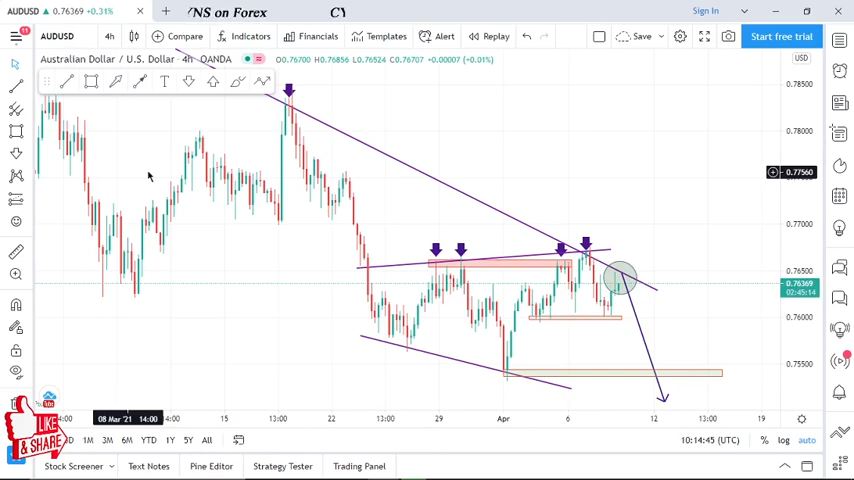 AUDUSD ▲ 0.76369 +0.31%
NS on Forex
Sign In
11
AUDUSD
4h
Compare
Indicators
Financials
Templates
Alert
Replay
Save
Start free trial
Australian Dollar / U.S. Dollar · 4h · OANDA
O0.76700 H0.76856 L0.76524 C0.76707 +0.00007 (+0.01%)
USD
0.78500
0.78000
0.77560
0.77000
0.76500
0.76369
02:45:14
0.76000
0.75500
08 Mar '21 14:00
15
13:00
22
13:00
29
Apr
6
12
13:00
19
LIKE
& SHARE
1M 3M 6M YTD 1Y 5Y All
10:14:45 (UTC)
% log auto
Stock Screener
Text Notes
Pine Editor
Strategy Tester
Trading Panel